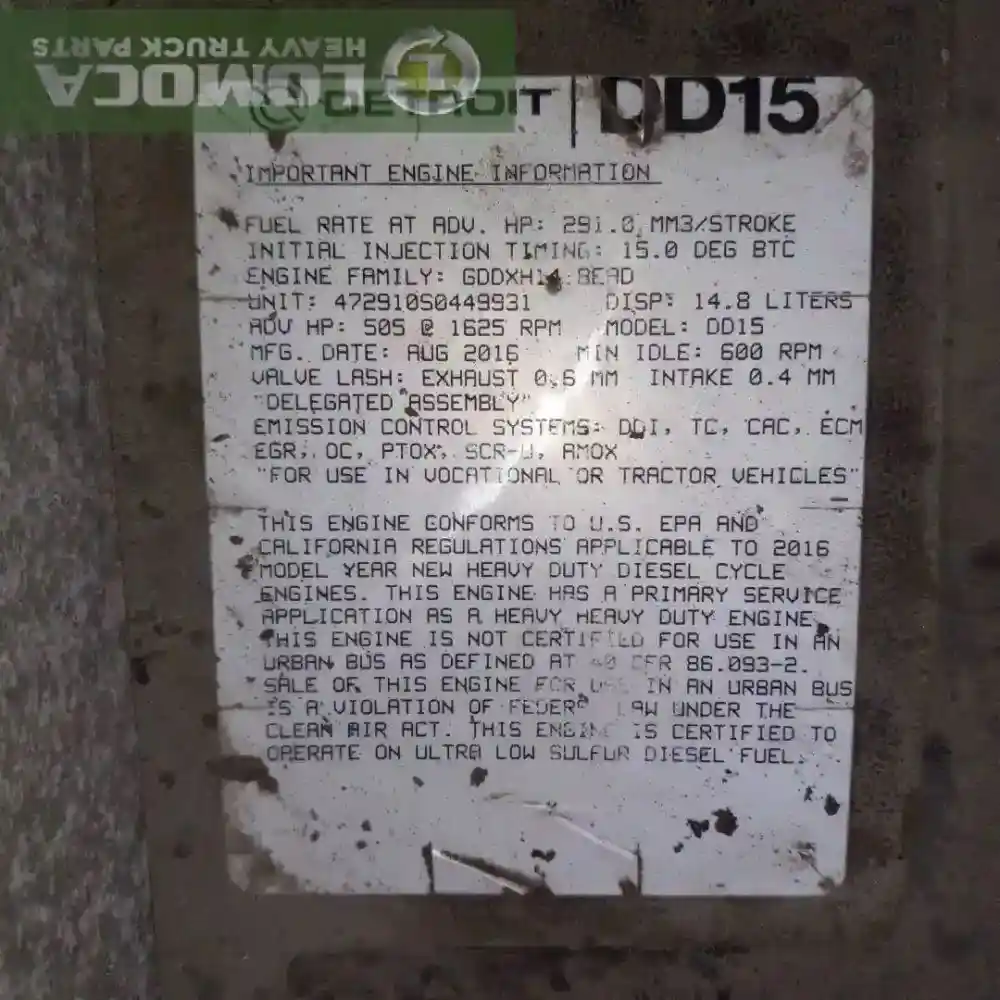 LOMOCA
HEAVY TRUCK PARTS
DETROIT | DD15
IMPORTANT ENGINE INFORMATION
FUEL RATE AT ADV. HP: 291.0 MM3/STROKE
INITIAL INJECTION TIMING: 15.0 DEG BTC
ENGINE FAMILY: GDDXH14.8EAD
UNIT: 472910S0449931 DISP: 14.8 LITERS
ADV HP: 505 @ 1625 RPM MODEL: DD15
MFG. DATE: AUG 2016 MIN IDLE: 600 RPM
VALVE LASH: EXHAUST 0.6 MM INTAKE 0.4 MM
"DELEGATED ASSEMBLY"
EMISSION CONTROL SYSTEMS: DDI, TC, CAC, ECM
EGR, OC, PTOX, SCR-U, AMOX
"FOR USE IN VOCATIONAL OR TRACTOR VEHICLES"
THIS ENGINE CONFORMS TO U.S. EPA AND
CALIFORNIA REGULATIONS APPLICABLE TO 2016
MODEL YEAR NEW HEAVY DUTY DIESEL CYCLE
ENGINES. THIS ENGINE HAS A PRIMARY SERVICE
APPLICATION AS A HEAVY HEAVY DUTY ENGINE.
THIS ENGINE IS NOT CERTIFIED FOR USE IN AN
URBAN BUS AS DEFINED AT 40 CFR 86.093-2.
SALE OF THIS ENGINE FOR USE IN AN URBAN BUS
IS A VIOLATION OF FEDERAL LAW UNDER THE
CLEAN AIR ACT. THIS ENGINE IS CERTIFIED TO
OPERATE ON ULTRA LOW SULFUR DIESEL FUEL.